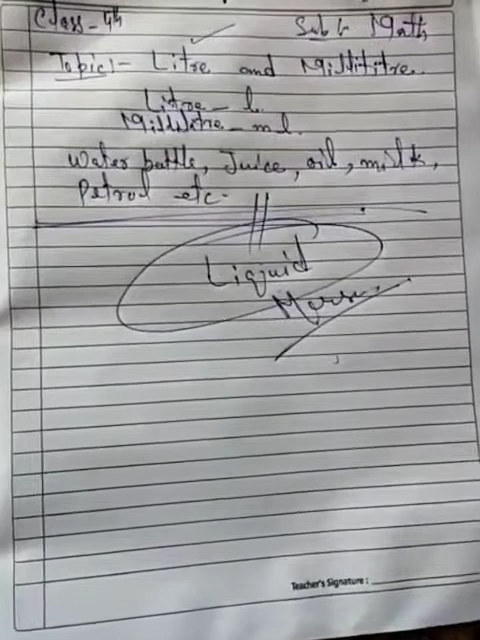 Class - 4th Sub :- Math
Topic :- Litre and Millilitre.
Litre - l.
Millilitre - ml.
Water bottle, Juice, oil, milk,
Petrol etc.
Liquid
Teacher's Signature :